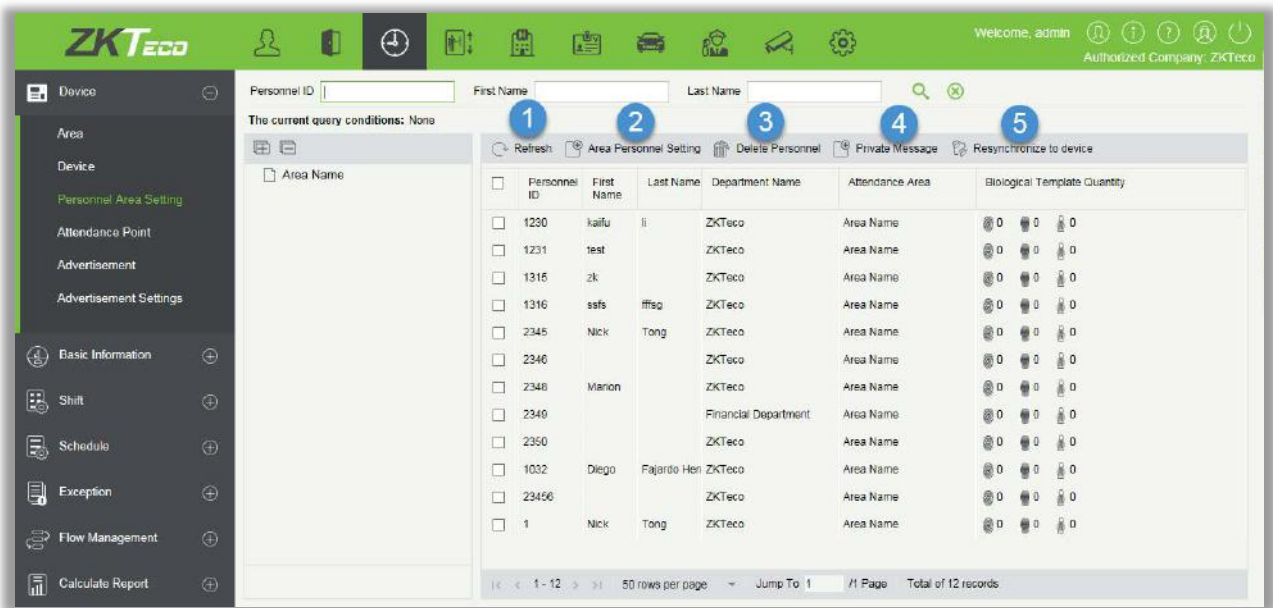 ZKTeco
Welcome, admin
Authorized Company: ZKTeco
Device
Area
Device
Personnel Area Setting
Attendance Point
Advertisement
Advertisement Settings
Basic Information
Shift
Schedule
Exception
Flow Management
Calculate Report
Personnel ID First Name Last Name
The current query conditions: None
1 2 3 4 5
Refresh Area Personnel Setting Delete Personnel Private Message Resynchronize to device
Area Name
Personnel ID First Name Last Name Department Name Attendance Area Biological Template Quantity
1230 kaifu li ZKTeco Area Name 0 0 0
1231 test ZKTeco Area Name 0 0 0
1315 zk ZKTeco Area Name 0 0 0
1316 ssfs fffsg ZKTeco Area Name 0 0 0
2345 Nick Tong ZKTeco Area Name 0 0 0
2346 ZKTeco Area Name 0 0 0
2348 Marion ZKTeco Area Name 0 0 0
2349 Financial Department Area Name 0 0 0
2350 ZKTeco Area Name 0 0 0
1032 Diego Fajardo Hen ZKTeco Area Name 0 0 0
23456 ZKTeco Area Name 0 0 0
1 Nick Tong ZKTeco Area Name 0 0 0
1 - 12 50 rows per page Jump To 1 /1 Page Total of 12 records